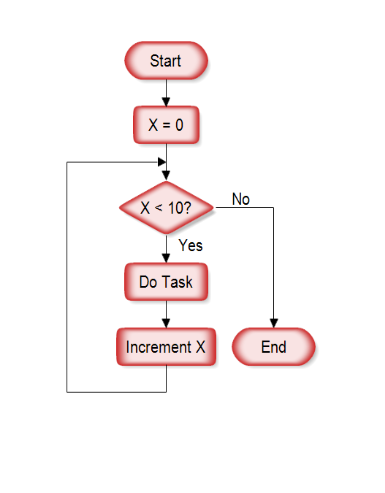 Start
X = 0
X < 10?
No
Yes
Do Task
Increment X
End